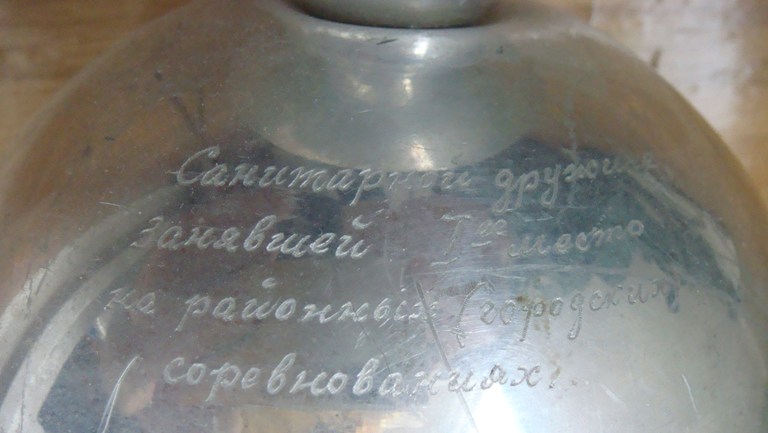 Санитарной дружине
Занявшей I ое место
на районных (городских)
соревнованиях.